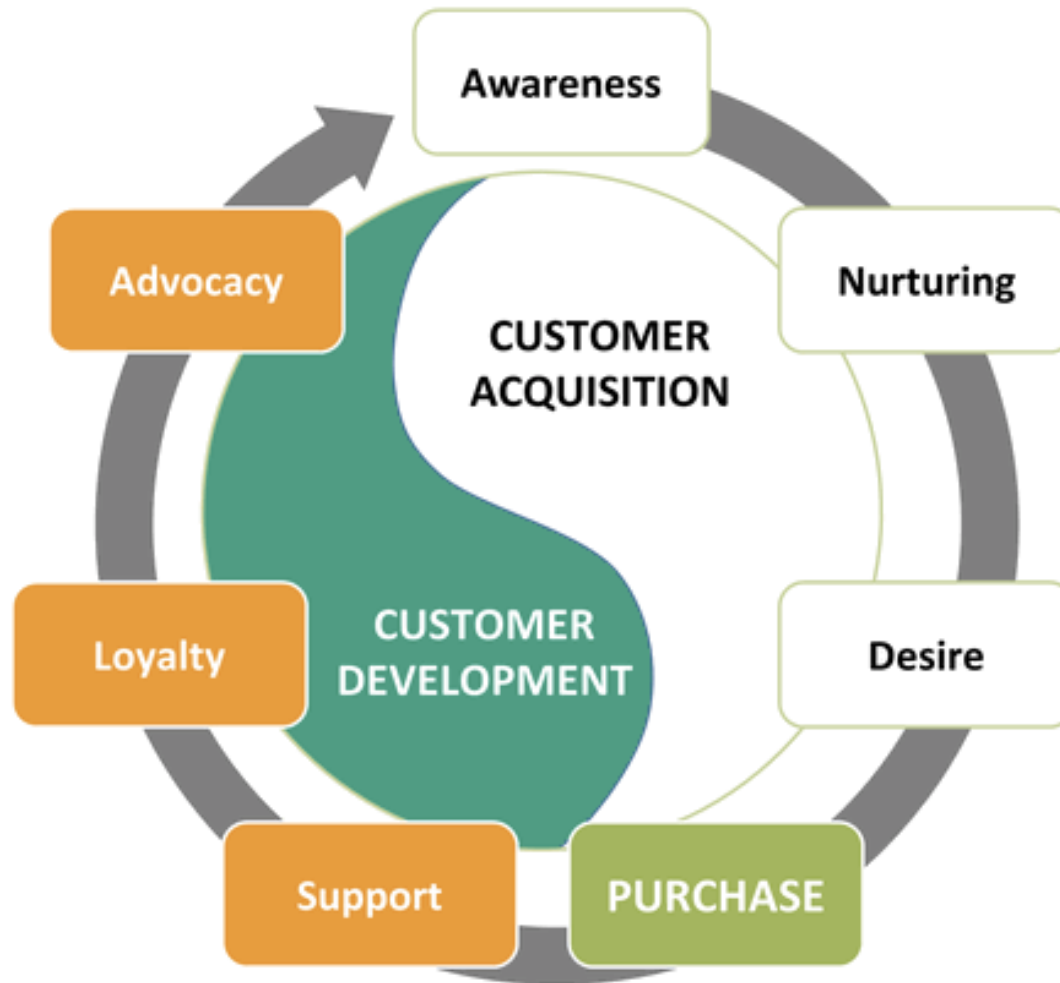 Awareness
Nurturing
Desire
PURCHASE
Support
Loyalty
Advocacy
CUSTOMER
ACQUISITION
CUSTOMER
DEVELOPMENT